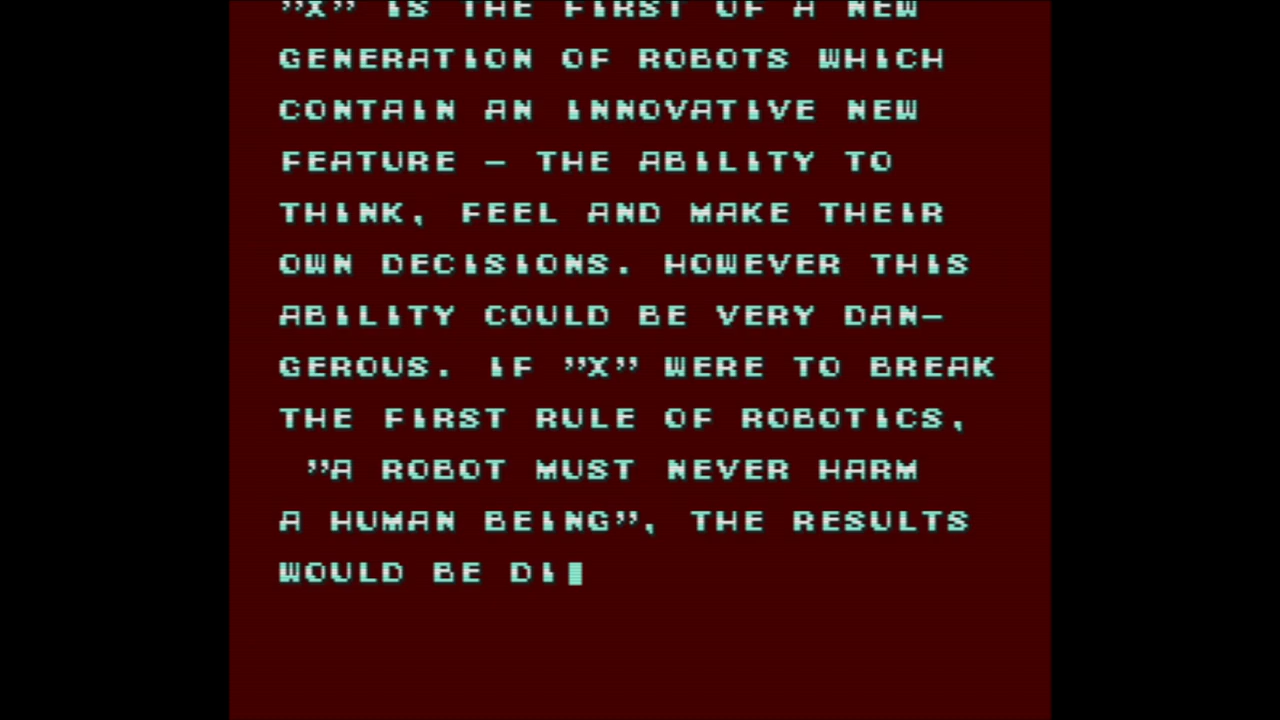 "X" IS THE FIRST OF A NEW
GENERATION OF ROBOTS WHICH
CONTAIN AN INNOVATIVE NEW
FEATURE – THE ABILITY TO
THINK, FEEL AND MAKE THEIR
OWN DECISIONS. HOWEVER THIS
ABILITY COULD BE VERY DAN–
GEROUS. IF "X" WERE TO BREAK
THE FIRST RULE OF ROBOTICS,
"A ROBOT MUST NEVER HARM
A HUMAN BEING", THE RESULTS
WOULD BE DI